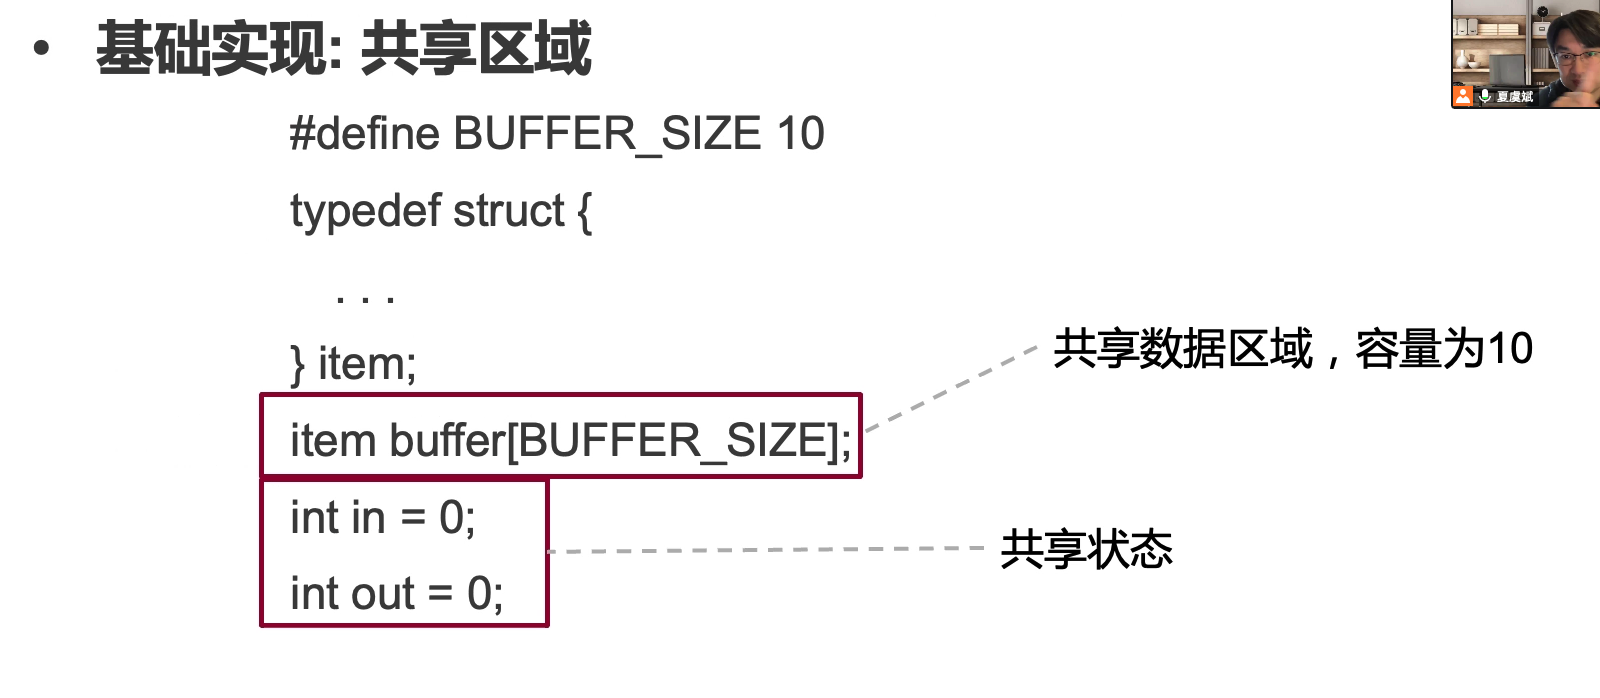 • 基础实现: 共享区域
#define BUFFER_SIZE 10
typedef struct {
. . .
} item;
共享数据区域，容量为10
item buffer[BUFFER_SIZE];
int in = 0;
共享状态
int out = 0;
夏虞斌